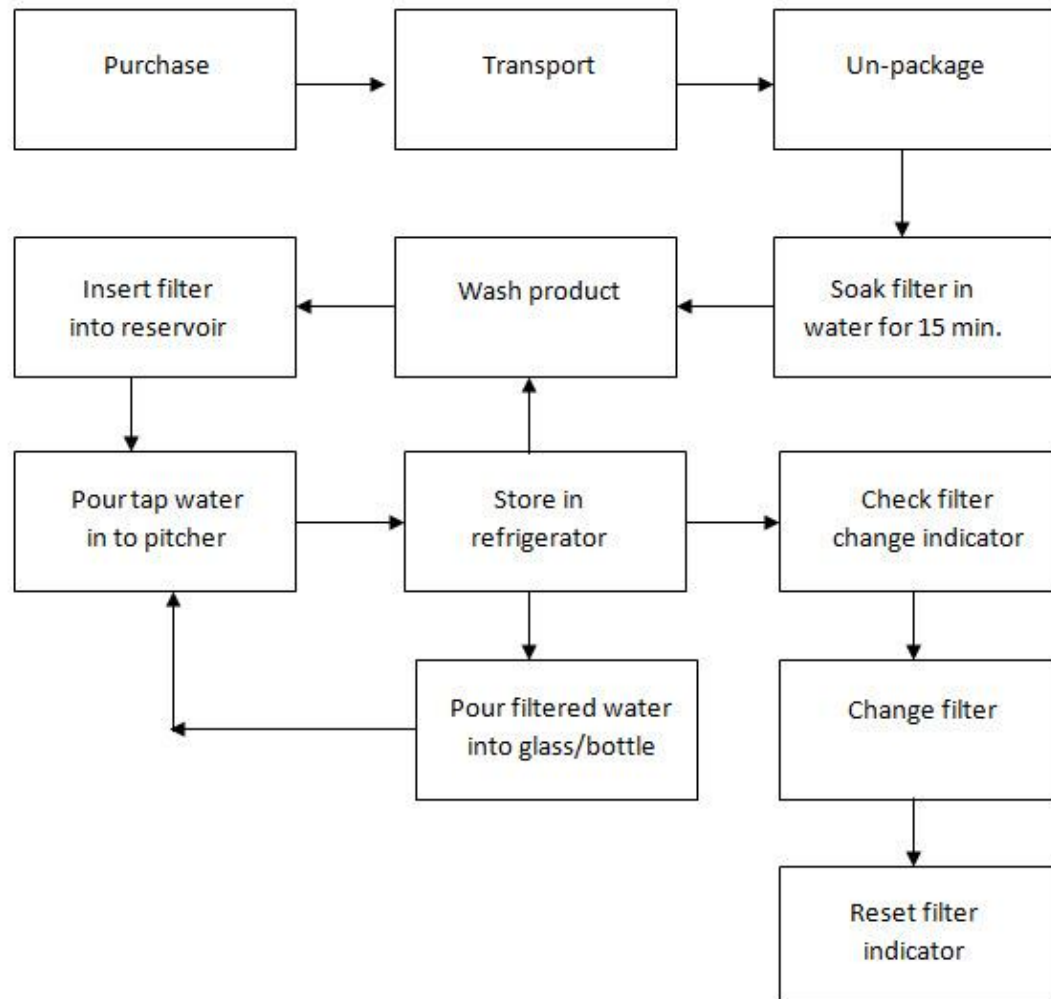 Purchase
Transport
Un-package
Insert filter
into reservoir
Wash product
Soak filter in
water for 15 min.
Pour tap water
in to pitcher
Store in
refrigerator
Check filter
change indicator
Pour filtered water
into glass/bottle
Change filter
Reset filter
indicator